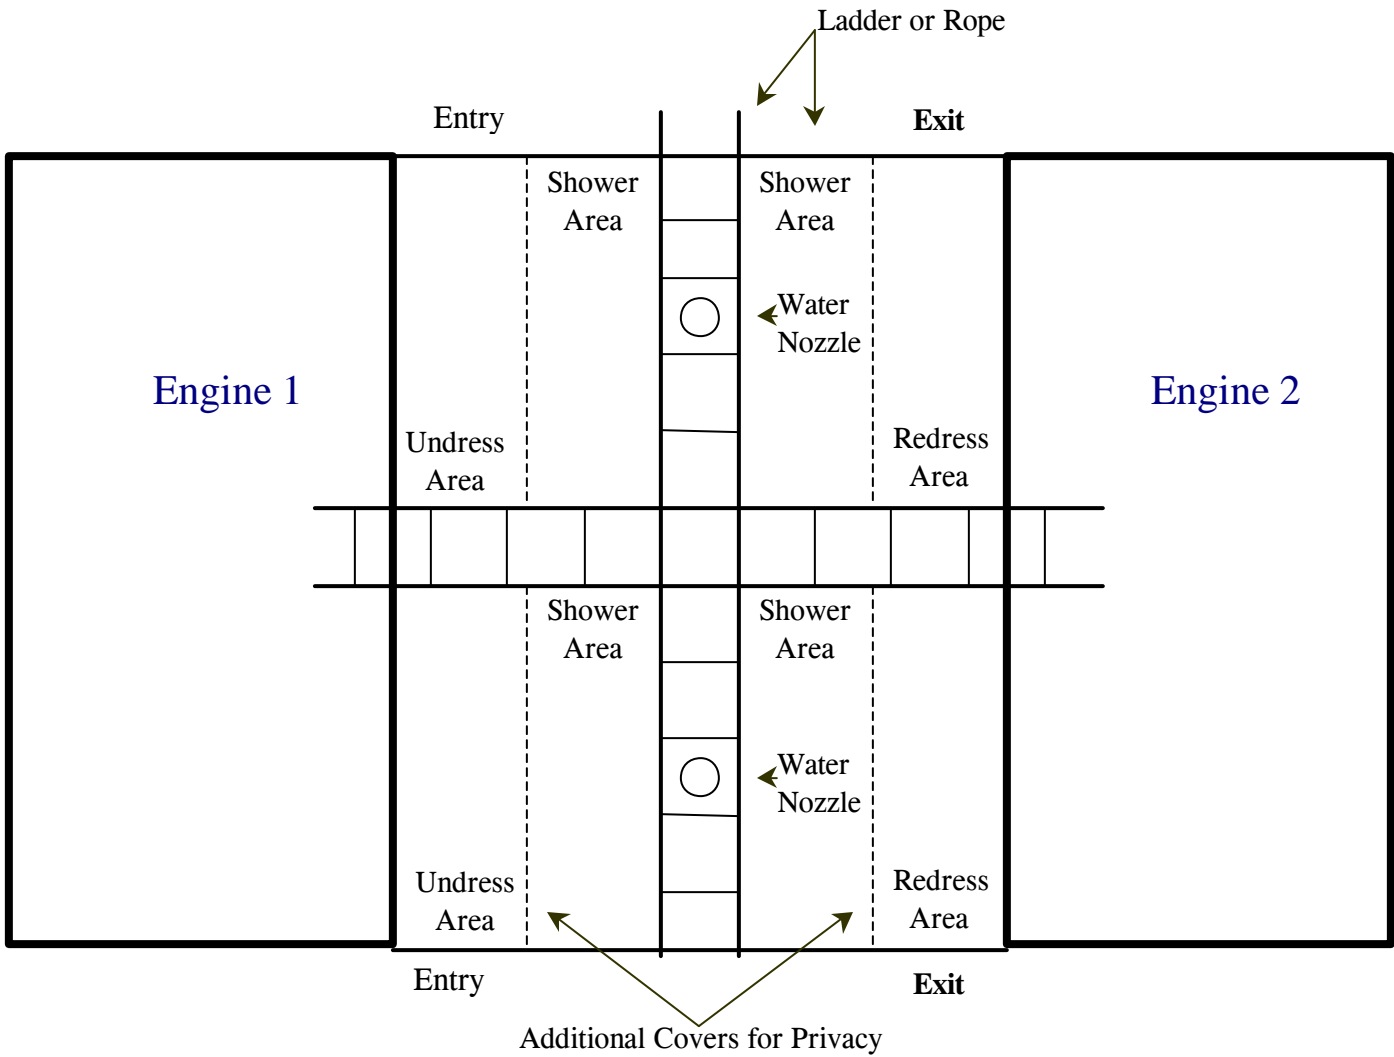 Ladder or Rope
Entry
Exit
Shower
Area
Shower
Area
Water
Nozzle
Engine 1
Engine 2
Undress
Area
Redress
Area
Shower
Area
Shower
Area
Water
Nozzle
Undress
Area
Redress
Area
Entry
Exit
Additional Covers for Privacy